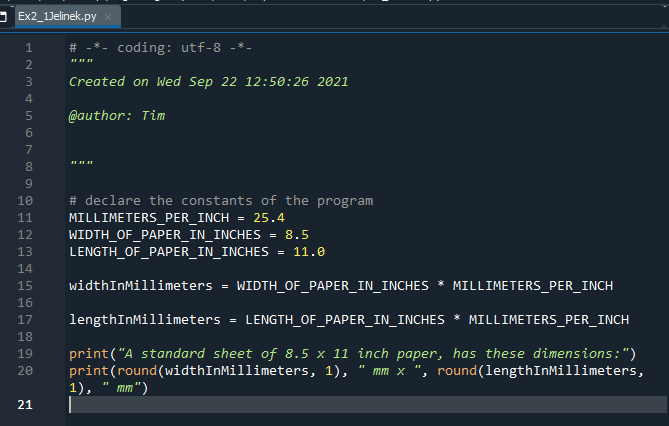 Ex2_1Jelinek.py ×
1 # -*- coding: utf-8 -*-
2 """
3 Created on Wed Sep 22 12:50:26 2021
4
5 @author: Tim
6
7
8 """
9
10 # declare the constants of the program
11 MILLIMETERS_PER_INCH = 25.4
12 WIDTH_OF_PAPER_IN_INCHES = 8.5
13 LENGTH_OF_PAPER_IN_INCHES = 11.0
14
15 widthInMillimeters = WIDTH_OF_PAPER_IN_INCHES * MILLIMETERS_PER_INCH
16
17 lengthInMillimeters = LENGTH_OF_PAPER_IN_INCHES * MILLIMETERS_PER_INCH
18
19 print("A standard sheet of 8.5 x 11 inch paper, has these dimensions:")
20 print(round(widthInMillimeters, 1), " mm x ", round(lengthInMillimeters,
1), " mm")
21